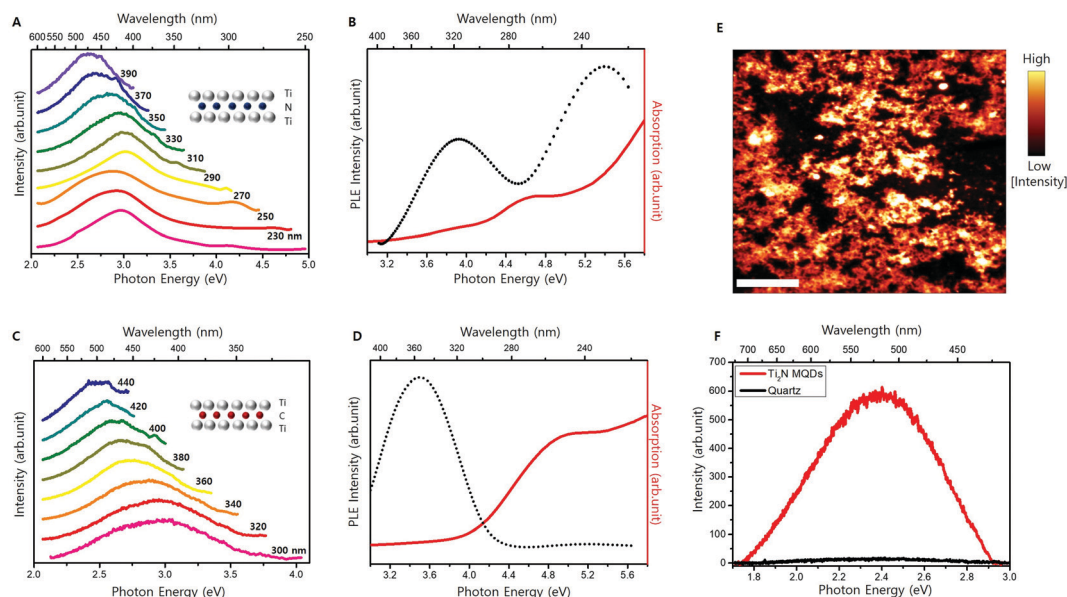 A
Wavelength (nm)
600 550 500 450 400 350 300 250
390
370
350
330
310
290
270
250
230 nm
Ti
N
Ti
Intensity (arb.unit)
2.0 2.5 3.0 3.5 4.0 4.5 5.0
Photon Energy (eV)
B
Wavelength (nm)
400 360 320 280 240
PLE Intensity (arb.unit)
Absorption (arb.unit)
3.2 3.6 4.0 4.4 4.8 5.2 5.6
Photon Energy (eV)
E
High
Low
[Intensity]
C
Wavelength (nm)
600 550 500 450 400 350
440
420
400
380
360
340
320
300 nm
Ti
C
Ti
Intensity (arb.unit)
2.0 2.5 3.0 3.5 4.0
Photon Energy (eV)
D
Wavelength (nm)
400 360 320 280 240
PLE Intensity (arb.unit)
Absorption (arb.unit)
3.2 3.6 4.0 4.4 4.8 5.2 5.6
Photon Energy (eV)
F
Wavelength (nm)
700 650 600 550 500 450
Ti₂N MQDs
Quartz
Intensity (arb.unit)
700
600
500
400
300
200
100
0
1.8 2.0 2.2 2.4 2.6 2.8 3.0
Photon Energy (eV)